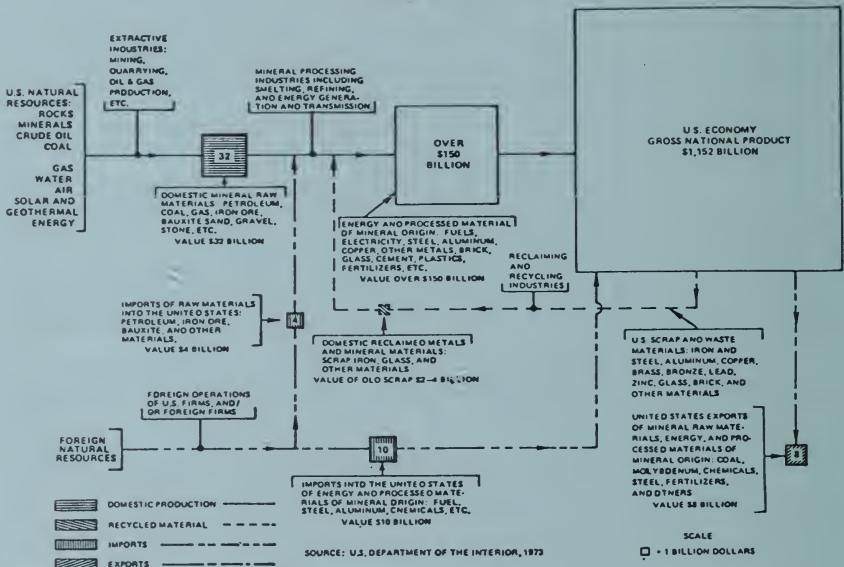 EXTRACTIVE
INDUSTRIES:
MINING,
QUARRYING,
OIL & GAS
PRODUCTION,
ETC.
MINERAL PROCESSING
INDUSTRIES INCLUDING
SMELTING, REFINING,
AND ENERGY GENERA-
TION AND TRANSMISSION
U.S. NATURAL
RESOURCES:
ROCKS
MINERALS
CRUDE OIL
COAL
GAS
WATER
AIR
SOLAR AND
GEOTHERMAL
ENERGY
32
OVER
$150
BILLION
U.S. ECONOMY
GROSS NATIONAL PRODUCT
$1,152 BILLION
DOMESTIC MINERAL RAW
MATERIALS PETROLEUM,
COAL, GAS, IRON ORE,
BAUXITE SAND, GRAVEL,
STONE, ETC.
VALUE $32 BILLION
ENERGY AND PROCESSED MATERIAL
OF MINERAL ORIGIN. FUELS,
ELECTRICITY, STEEL, ALUMINUM,
COPPER, OTHER METALS, BRICK,
GLASS, CEMENT, PLASTICS,
FERTILIZERS, ETC.
VALUE OVER $150 BILLION
RECLAIMING
AND
RECYCLING
INDUSTRIES
IMPORTS OF RAW MATERIALS
INTO THE UNITED STATES:
PETROLEUM, IRON ORE,
BAUXITE, AND OTHER
MATERIALS.
VALUE $4 BILLION
4
DOMESTIC RECLAIMED METALS
AND MINERAL MATERIALS:
SCRAP IRON, GLASS, AND
OTHER MATERIALS
VALUE OF OLD SCRAP $2-4 BILLION
U.S. SCRAP AND WASTE
MATERIALS: IRON AND
STEEL, ALUMINUM, COPPER,
BRASS, BRONZE, LEAD,
ZINC, GLASS, BRICK, AND
OTHER MATERIALS
FOREIGN OPERATIONS
OF U.S. FIRMS, AND/
OR FOREIGN FIRMS
FOREIGN
NATURAL
RESOURCES
10
IMPORTS INTO THE UNITED STATES
OF ENERGY AND PROCESSED MATE-
RIALS OF MINERAL ORIGIN: FUEL,
STEEL, ALUMINUM, CHEMICALS, ETC.
VALUE $10 BILLION
UNITED STATES EXPORTS
OF MINERAL RAW MATE-
RIALS, ENERGY, AND PRO-
CESSED MATERIALS OF
MINERAL ORIGIN: COAL,
MOLYBDENUM, CHEMICALS,
STEEL, FERTILIZERS,
AND OTHERS
VALUE $8 BILLION
8
DOMESTIC PRODUCTION
RECYCLED MATERIAL
IMPORTS
EXPORTS
SOURCE: U.S. DEPARTMENT OF THE INTERIOR, 1973
SCALE
= 1 BILLION DOLLARS